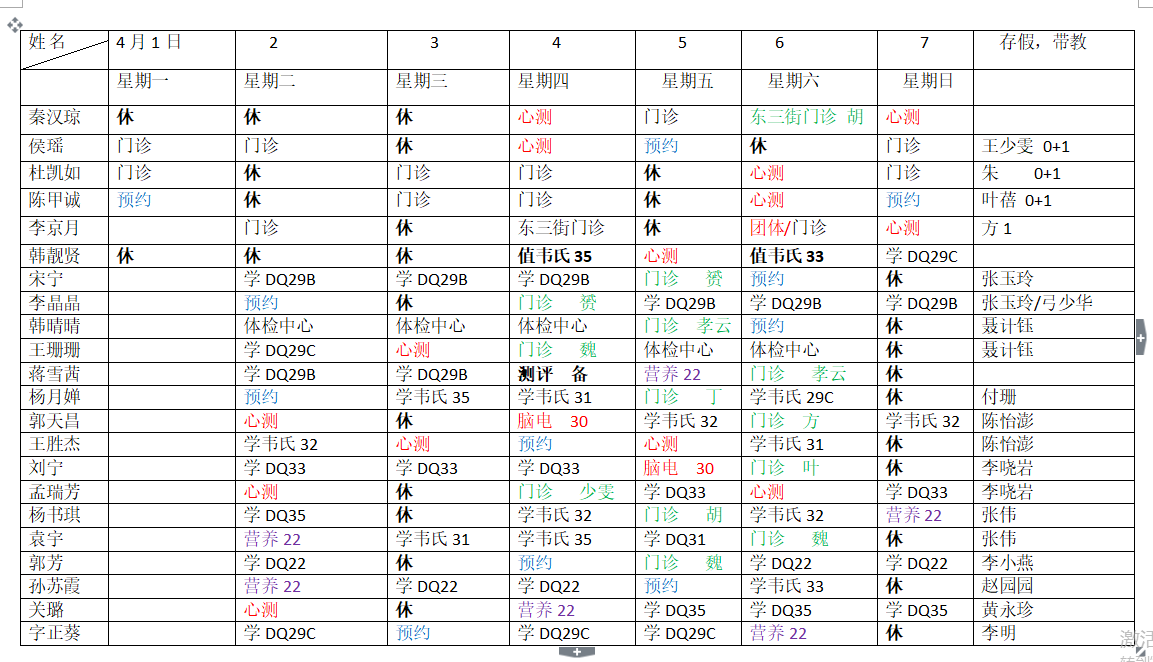 姓名 4月1日 2 3 4 5 6 7 存假，带教
星期一 星期二 星期三 星期四 星期五 星期六 星期日
秦汉琼 休 休 休 心测 门诊 东三街门诊 胡 心测
侯瑶 门诊 门诊 休 心测 预约 休 门诊 王少雯 0+1
杜凯如 门诊 休 门诊 门诊 休 心测 门诊 朱 0+1
陈甲诚 预约 休 门诊 门诊 休 心测 预约 叶蓓 0+1
李京月 门诊 休 东三街门诊 休 团体/门诊 心测 方 1
韩靓贤 休 休 休 值韦氏 35 心测 值韦氏 33 学 DQ29C
宋宁 学 DQ29B 学 DQ29B 学 DQ29B 门诊 赟 预约 休 张玉玲
李晶晶 预约 休 门诊 赟 学 DQ29B 学 DQ29B 学 DQ29B 张玉玲/弓少华
韩晴晴 体检中心 体检中心 体检中心 门诊 孝云 预约 休 聂计钰
王珊珊 学 DQ29C 心测 门诊 魏 体检中心 体检中心 休 聂计钰
蒋雪茜 学 DQ29B 学 DQ29B 测评 备 营养 22 门诊 孝云 休
杨月婵 预约 学韦氏 35 学韦氏 31 门诊 丁 学韦氏 29C 休 付珊
郭天昌 心测 休 脑电 30 学韦氏 32 门诊 方 学韦氏 32 陈怡澎
王胜杰 学韦氏 32 心测 预约 心测 学韦氏 31 休 陈怡澎
刘宁 学 DQ33 学 DQ33 学 DQ33 脑电 30 门诊 叶 休 李晓岩
孟瑞芳 心测 休 门诊 少雯 学 DQ33 心测 学 DQ33 李晓岩
杨书琪 学 DQ35 休 学韦氏 32 门诊 胡 学韦氏 32 营养 22 张伟
袁宇 营养 22 学韦氏 31 学韦氏 35 学 DQ31 门诊 魏 休 张伟
郭芳 学 DQ22 休 预约 门诊 魏 学 DQ22 学 DQ22 李小燕
孙苏霞 营养 22 学 DQ22 学 DQ22 预约 学韦氏 33 休 赵园园
关璐 心测 休 营养 22 学 DQ35 学 DQ35 学 DQ35 黄永珍
字正葵 学 DQ29C 预约 学 DQ29C 学 DQ29C 营养 22 休 李明
激活